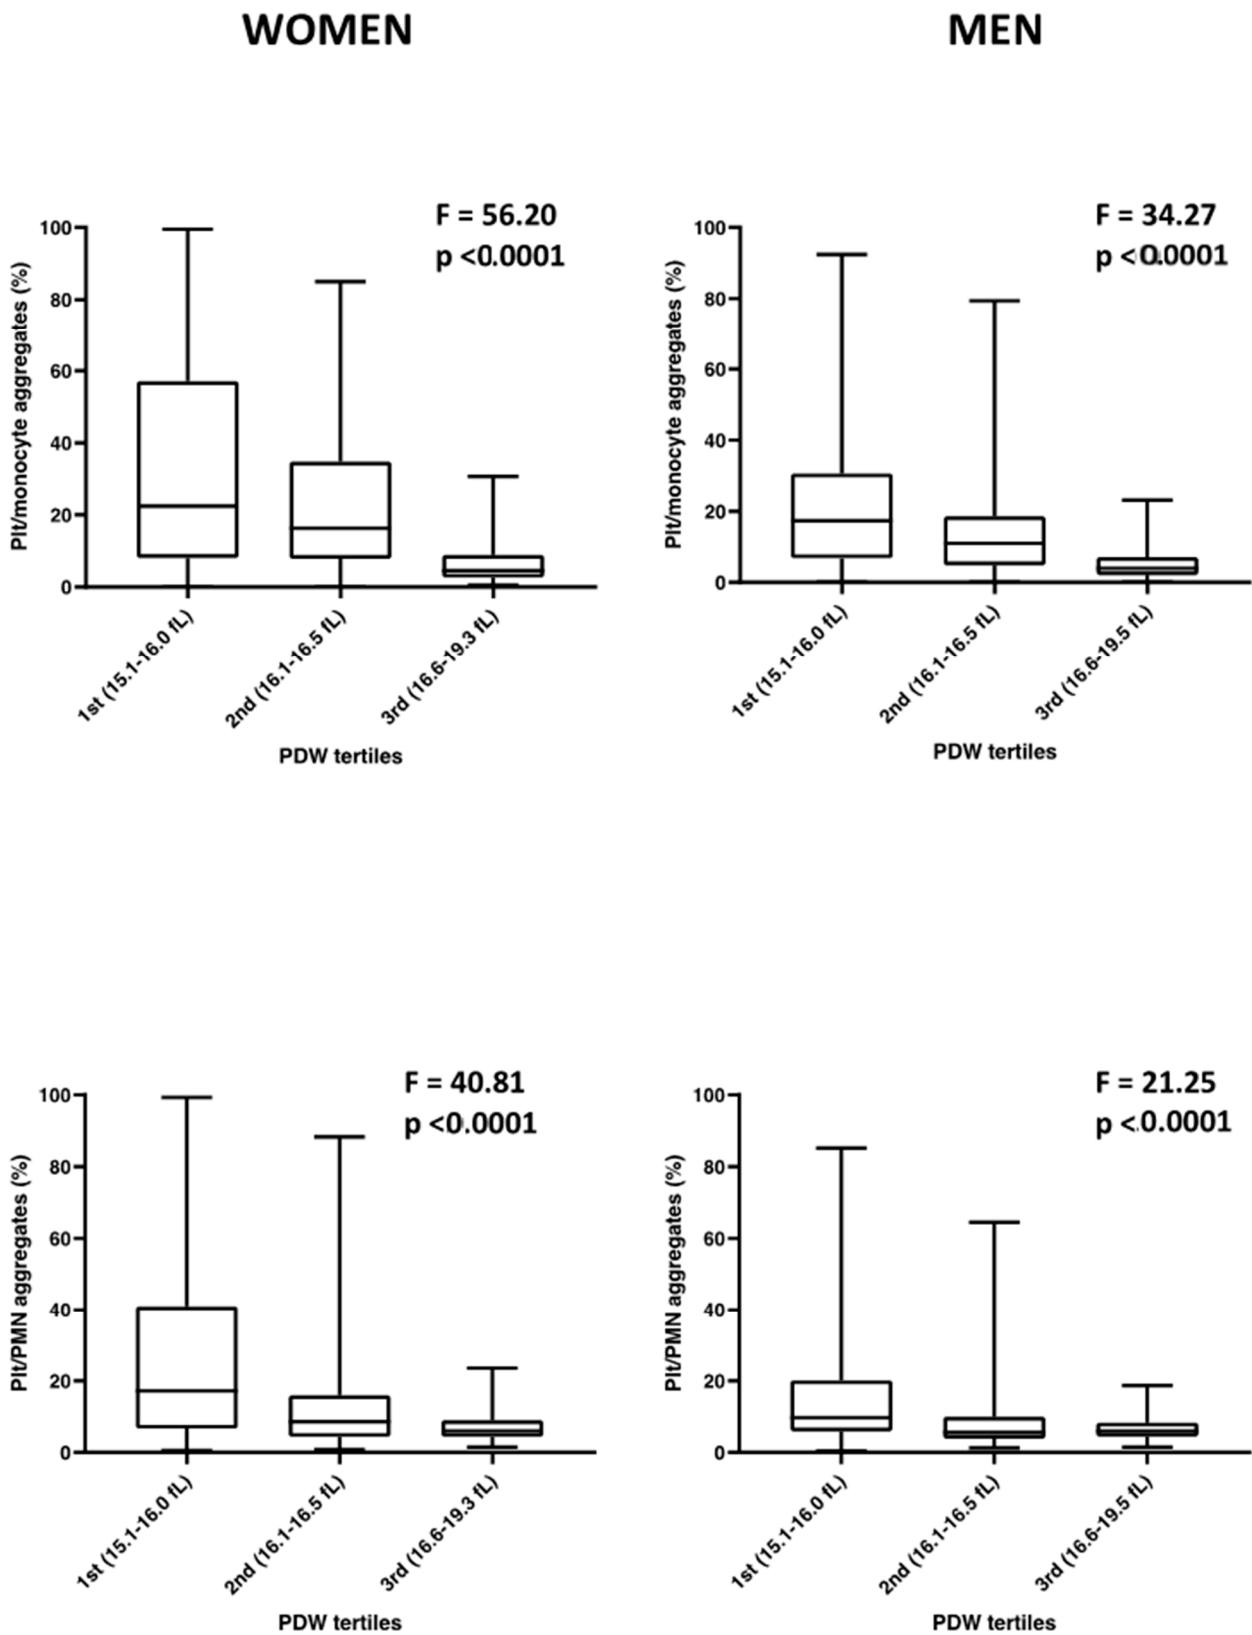 WOMEN
MEN
F = 56.20
p <0.0001
Plt/monocyte aggregates (%)
100
80
60
40
20
0
1st (15.1-16.0 fL)
2nd (16.1-16.5 fL)
3rd (16.6-19.3 fL)
PDW tertiles
F = 34.27
p <0.0001
Plt/monocyte aggregates (%)
100
80
60
40
20
0
1st (15.1-16.0 fL)
2nd (16.1-16.5 fL)
3rd (16.6-19.5 fL)
PDW tertiles
F = 40.81
p <0.0001
Plt/PMN aggregates (%)
100
80
60
40
20
0
1st (15.1-16.0 fL)
2nd (16.1-16.5 fL)
3rd (16.6-19.3 fL)
PDW tertiles
F = 21.25
p <0.0001
Plt/PMN aggregates (%)
100
80
60
40
20
0
1st (15.1-16.0 fL)
2nd (16.1-16.5 fL)
3rd (16.6-19.5 fL)
PDW tertiles